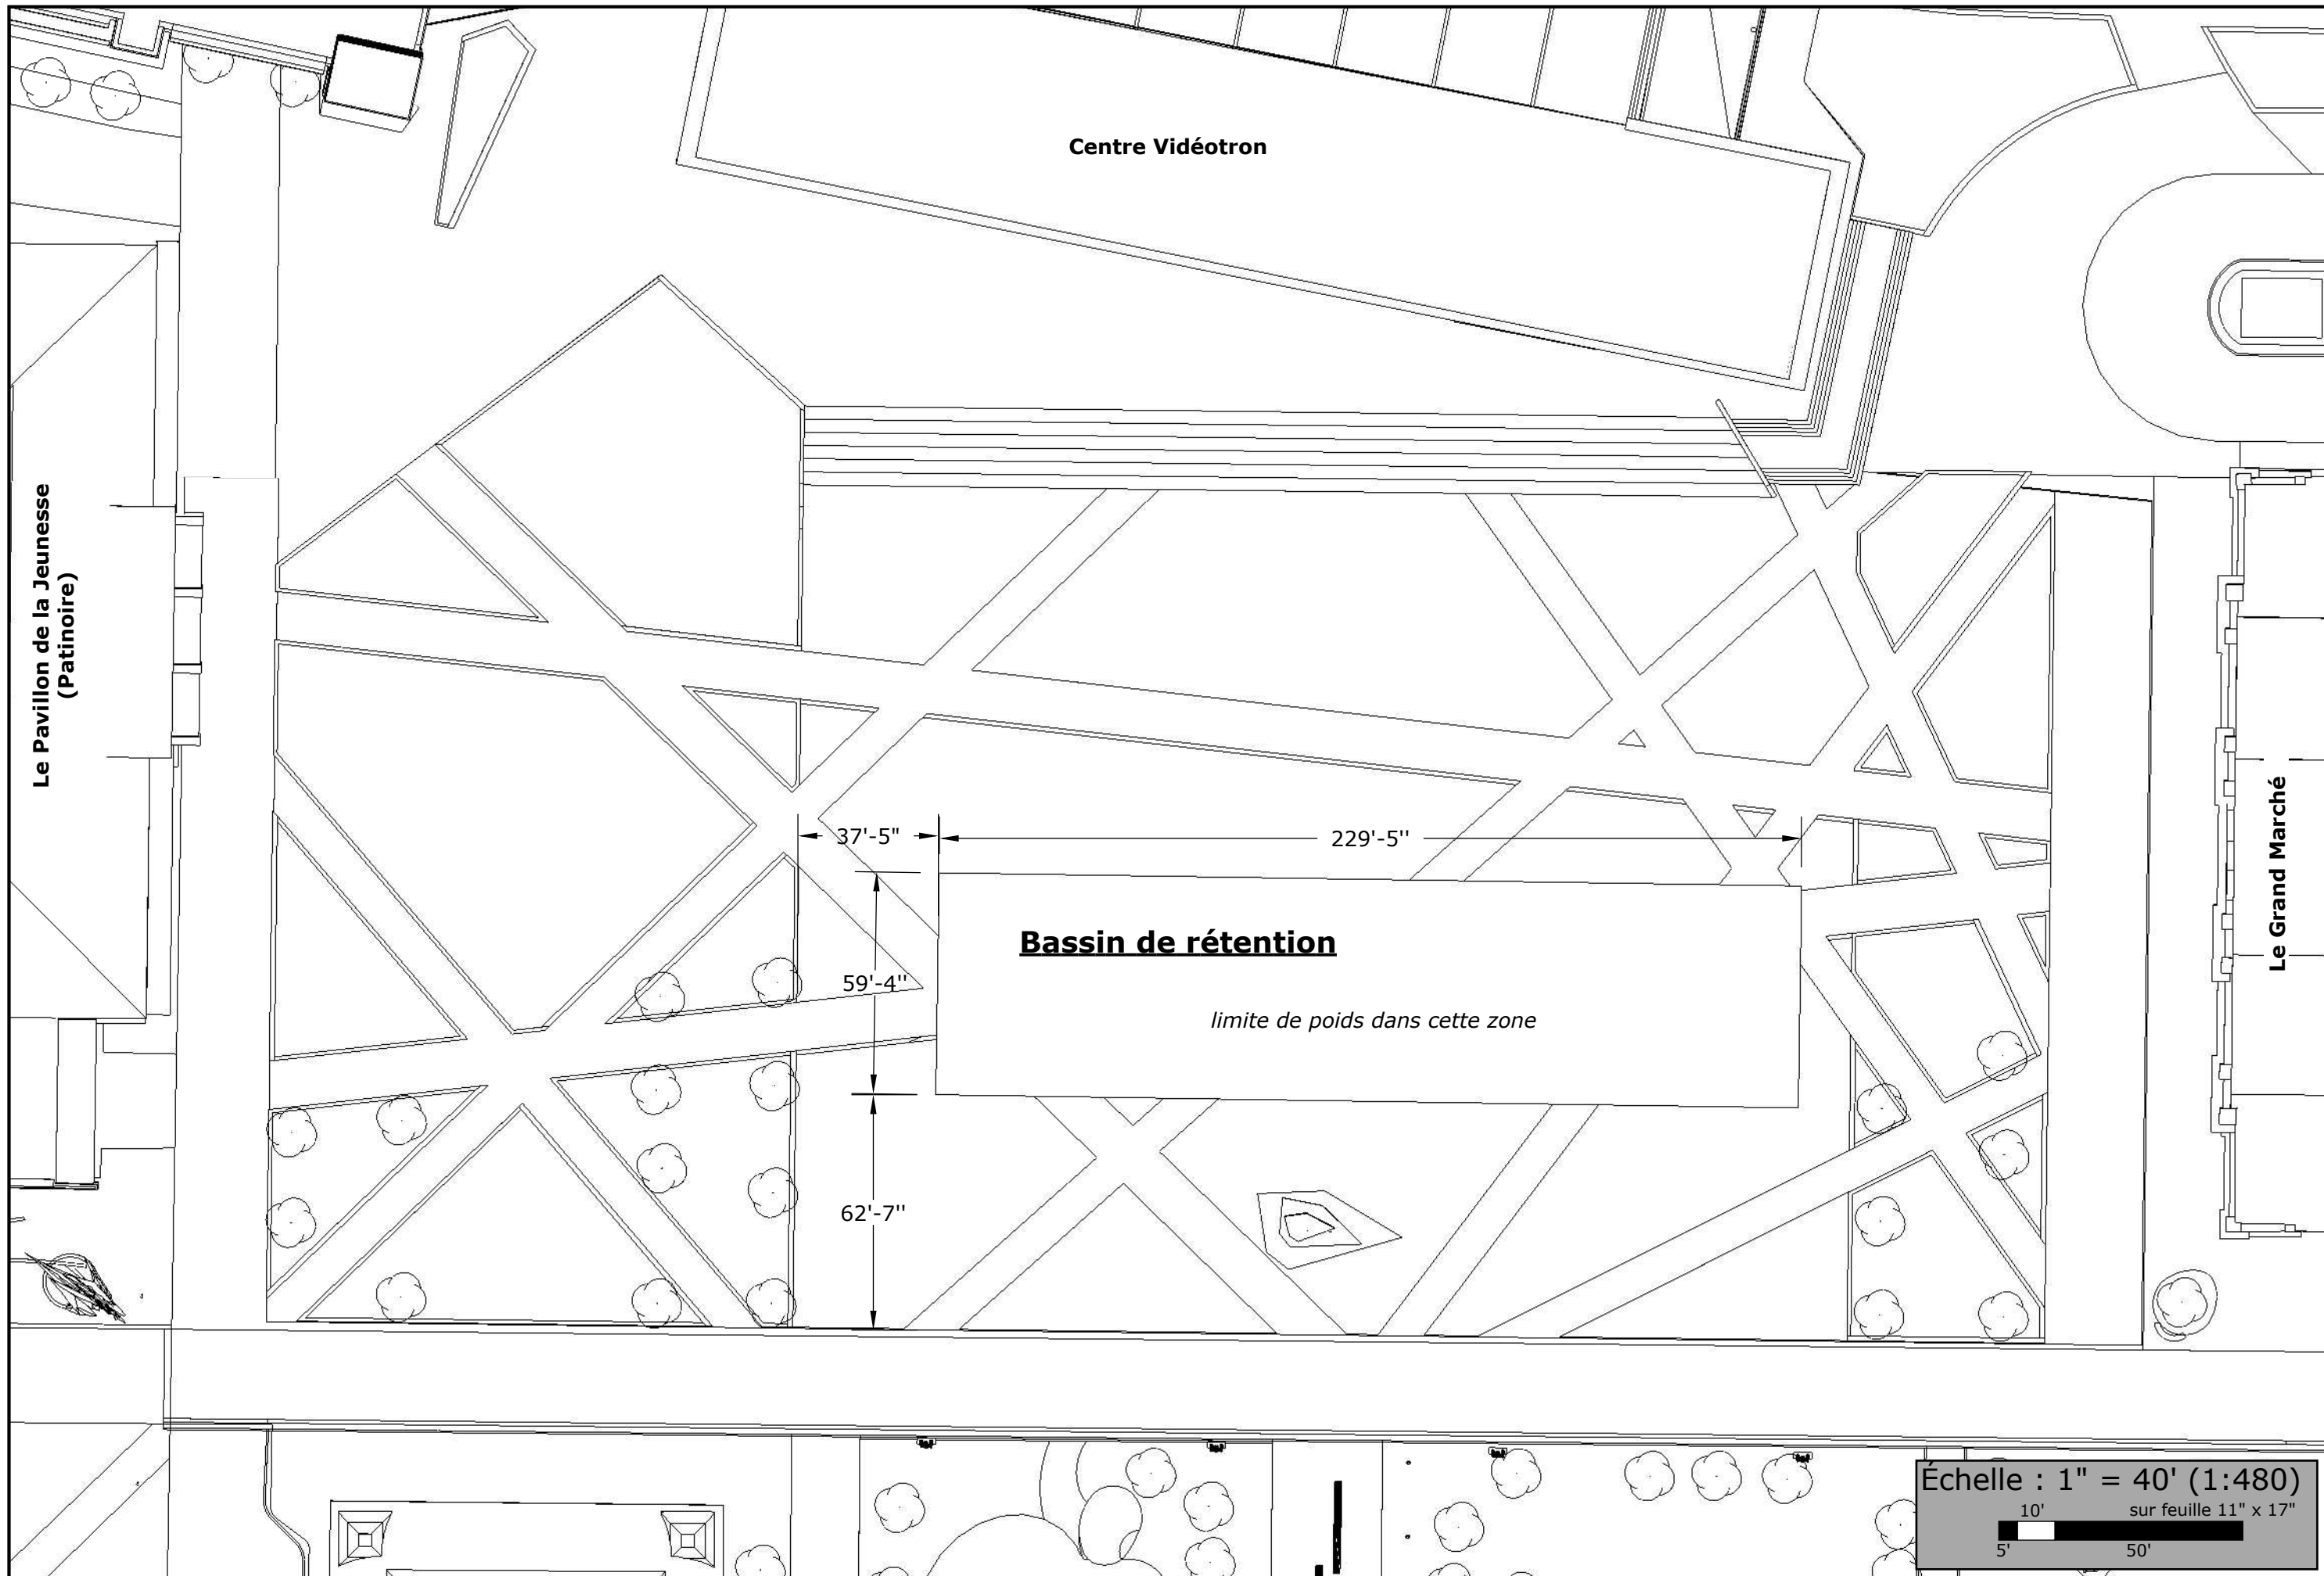 Centre Vidéotron
Le Pavillon de la Jeunesse
(Patinoire)
Le Grand Marché
37'-5"
229'-5''
59'-4''
Bassin de rétention
limite de poids dans cette zone
62'-7''
Échelle : 1" = 40' (1:480)
10' sur feuille 11" x 17"
5' 50'